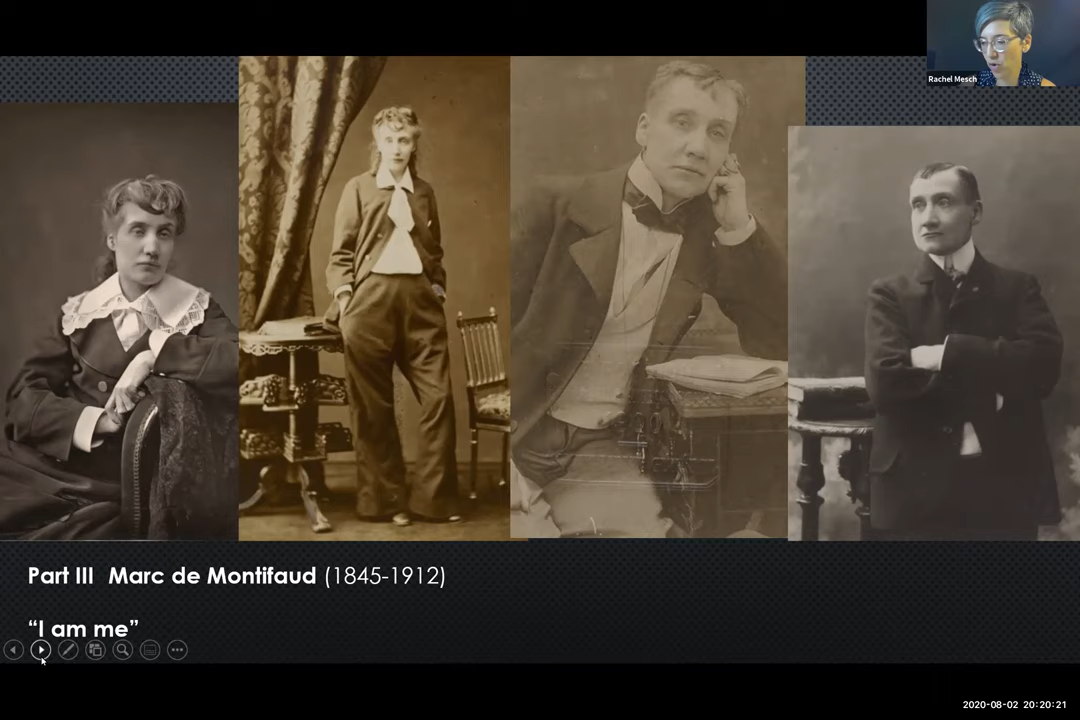 Rachel Mesch
Part III Marc de Montifaud (1845-1912)
“I am me”
2020-08-02 20:20:21